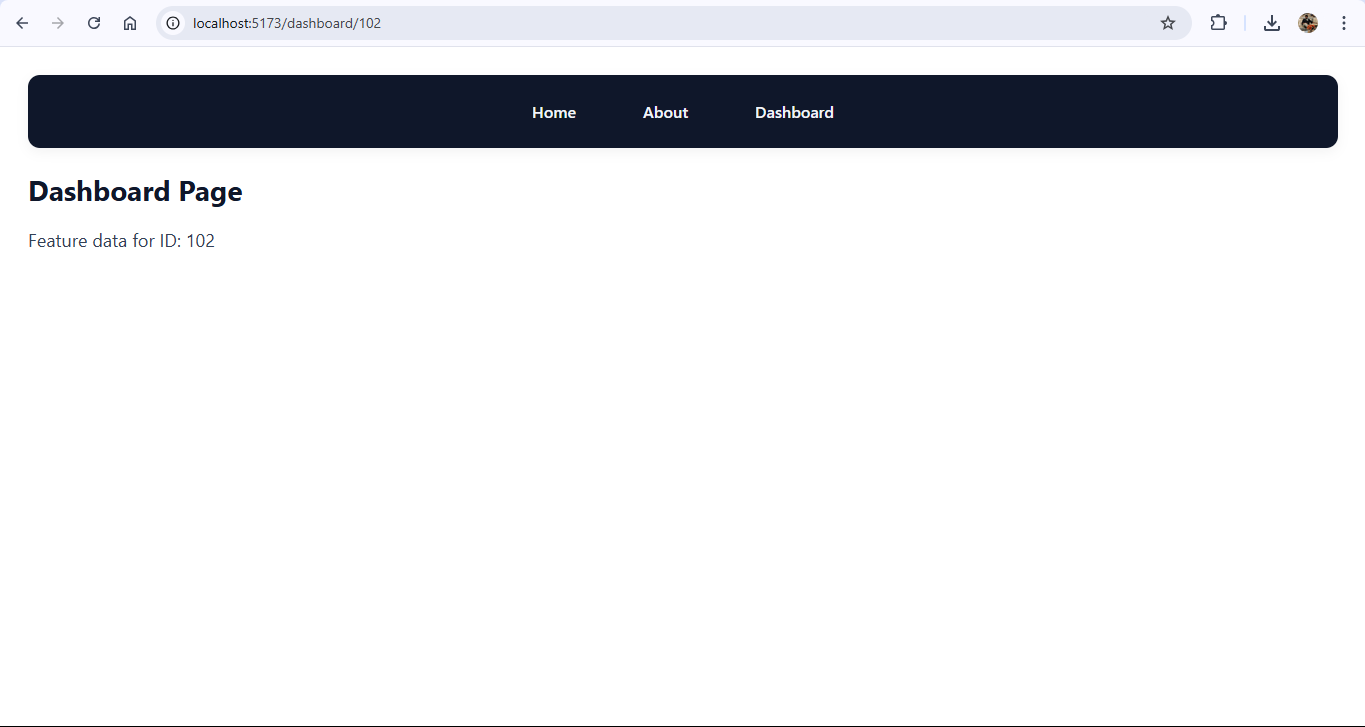 localhost:5173/dashboard/102
Home About Dashboard
Dashboard Page
Feature data for ID: 102